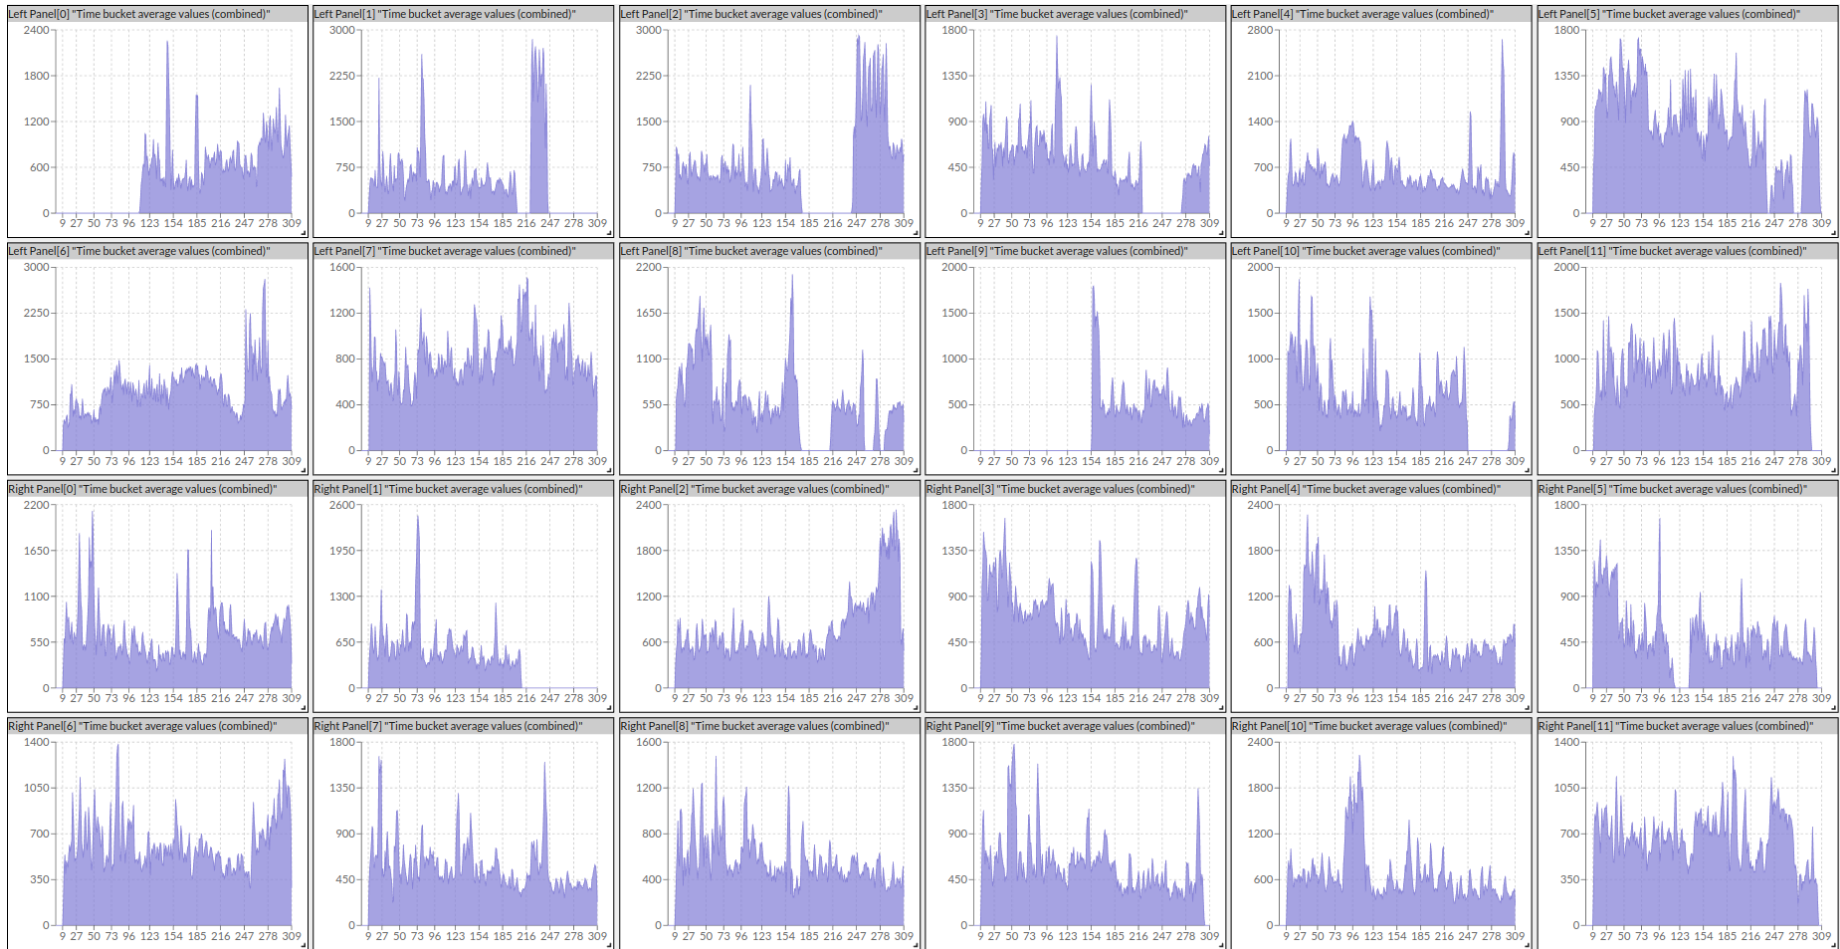 Left Panel[0] "Time bucket average values (combined)"
2400
1800
1200
600
0
9 27 50 73 96 123 154 185 216 247 278 309
Left Panel[1] "Time bucket average values (combined)"
3000
2250
1500
750
0
9 27 50 73 96 123 154 185 216 247 278 309
Left Panel[2] "Time bucket average values (combined)"
3000
2250
1500
750
0
9 27 50 73 96 123 154 185 216 247 278 309
Left Panel[3] "Time bucket average values (combined)"
1800
1350
900
450
0
9 27 50 73 96 123 154 185 216 247 278 309
Left Panel[4] "Time bucket average values (combined)"
2800
2100
1400
700
0
9 27 50 73 96 123 154 185 216 247 278 309
Left Panel[5] "Time bucket average values (combined)"
1800
1350
900
450
0
9 27 50 73 96 123 154 185 216 247 278 309
Left Panel[6] "Time bucket average values (combined)"
3000
2250
1500
750
0
9 27 50 73 96 123 154 185 216 247 278 309
Left Panel[7] "Time bucket average values (combined)"
1600
1200
800
400
0
9 27 50 73 96 123 154 185 216 247 278 309
Left Panel[8] "Time bucket average values (combined)"
2200
1650
1100
550
0
9 27 50 73 96 123 154 185 216 247 278 309
Left Panel[9] "Time bucket average values (combined)"
2000
1500
1000
500
0
9 27 50 73 96 123 154 185 216 247 278 309
Left Panel[10] "Time bucket average values (combined)"
2000
1500
1000
500
0
9 27 50 73 96 123 154 185 216 247 278 309
Left Panel[11] "Time bucket average values (combined)"
2000
1500
1000
500
0
9 27 50 73 96 123 154 185 216 247 278 309
Right Panel[0] "Time bucket average values (combined)"
2200
1650
1100
550
0
9 27 50 73 96 123 154 185 216 247 278 309
Right Panel[1] "Time bucket average values (combined)"
2600
1950
1300
650
0
9 27 50 73 96 123 154 185 216 247 278 309
Right Panel[2] "Time bucket average values (combined)"
2400
1800
1200
600
0
9 27 50 73 96 123 154 185 216 247 278 309
Right Panel[3] "Time bucket average values (combined)"
1800
1350
900
450
0
9 27 50 73 96 123 154 185 216 247 278 309
Right Panel[4] "Time bucket average values (combined)"
2400
1800
1200
600
0
9 27 50 73 96 123 154 185 216 247 278 309
Right Panel[5] "Time bucket average values (combined)"
1800
1350
900
450
0
9 27 50 73 96 123 154 185 216 247 278 309
Right Panel[6] "Time bucket average values (combined)"
1400
1050
700
350
0
9 27 50 73 96 123 154 185 216 247 278 309
Right Panel[7] "Time bucket average values (combined)"
1800
1350
900
450
0
9 27 50 73 96 123 154 185 216 247 278 309
Right Panel[8] "Time bucket average values (combined)"
1600
1200
800
400
0
9 27 50 73 96 123 154 185 216 247 278 309
Right Panel[9] "Time bucket average values (combined)"
1800
1350
900
450
0
9 27 50 73 96 123 154 185 216 247 278 309
Right Panel[10] "Time bucket average values (combined)"
2400
1800
1200
600
0
9 27 50 73 96 123 154 185 216 247 278 309
Right Panel[11] "Time bucket average values (combined)"
1400
1050
700
350
0
9 27 50 73 96 123 154 185 216 247 278 309